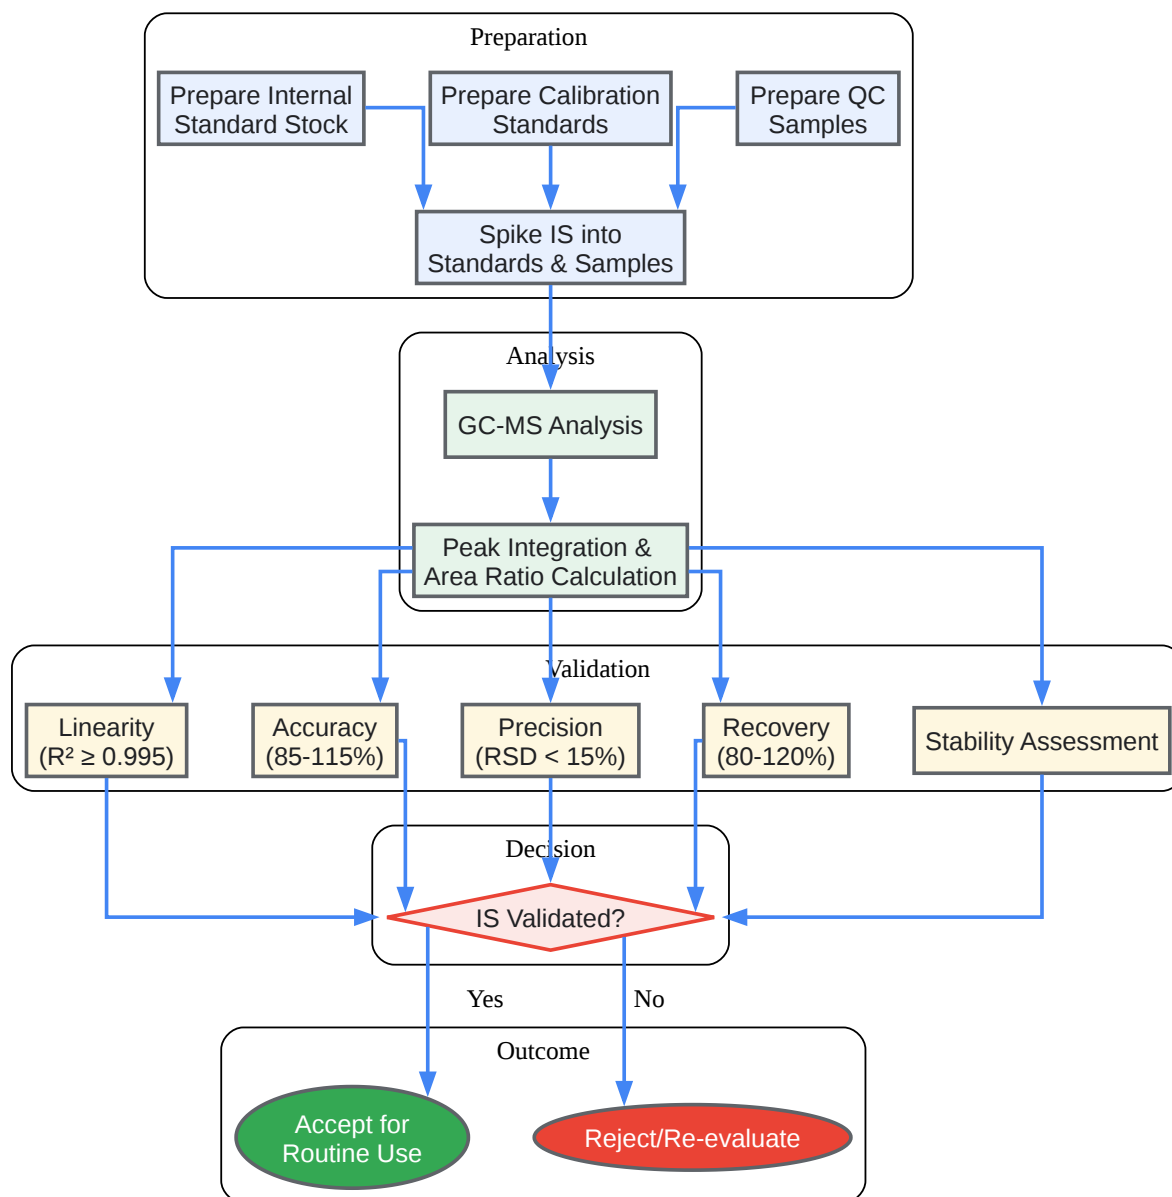 Preparation
Prepare Internal
Standard Stock
Prepare Calibration
Standards
Prepare QC
Samples
Spike IS into
Standards & Samples
Analysis
GC-MS Analysis
Peak Integration &
Area Ratio Calculation
Validation
Linearity
(R² ≥ 0.995)
Accuracy
(85-115%)
Precision
(RSD < 15%)
Recovery
(80-120%)
Stability Assessment
Decision
IS Validated?
Yes
No
Outcome
Accept for
Routine Use
Reject/Re-evaluate